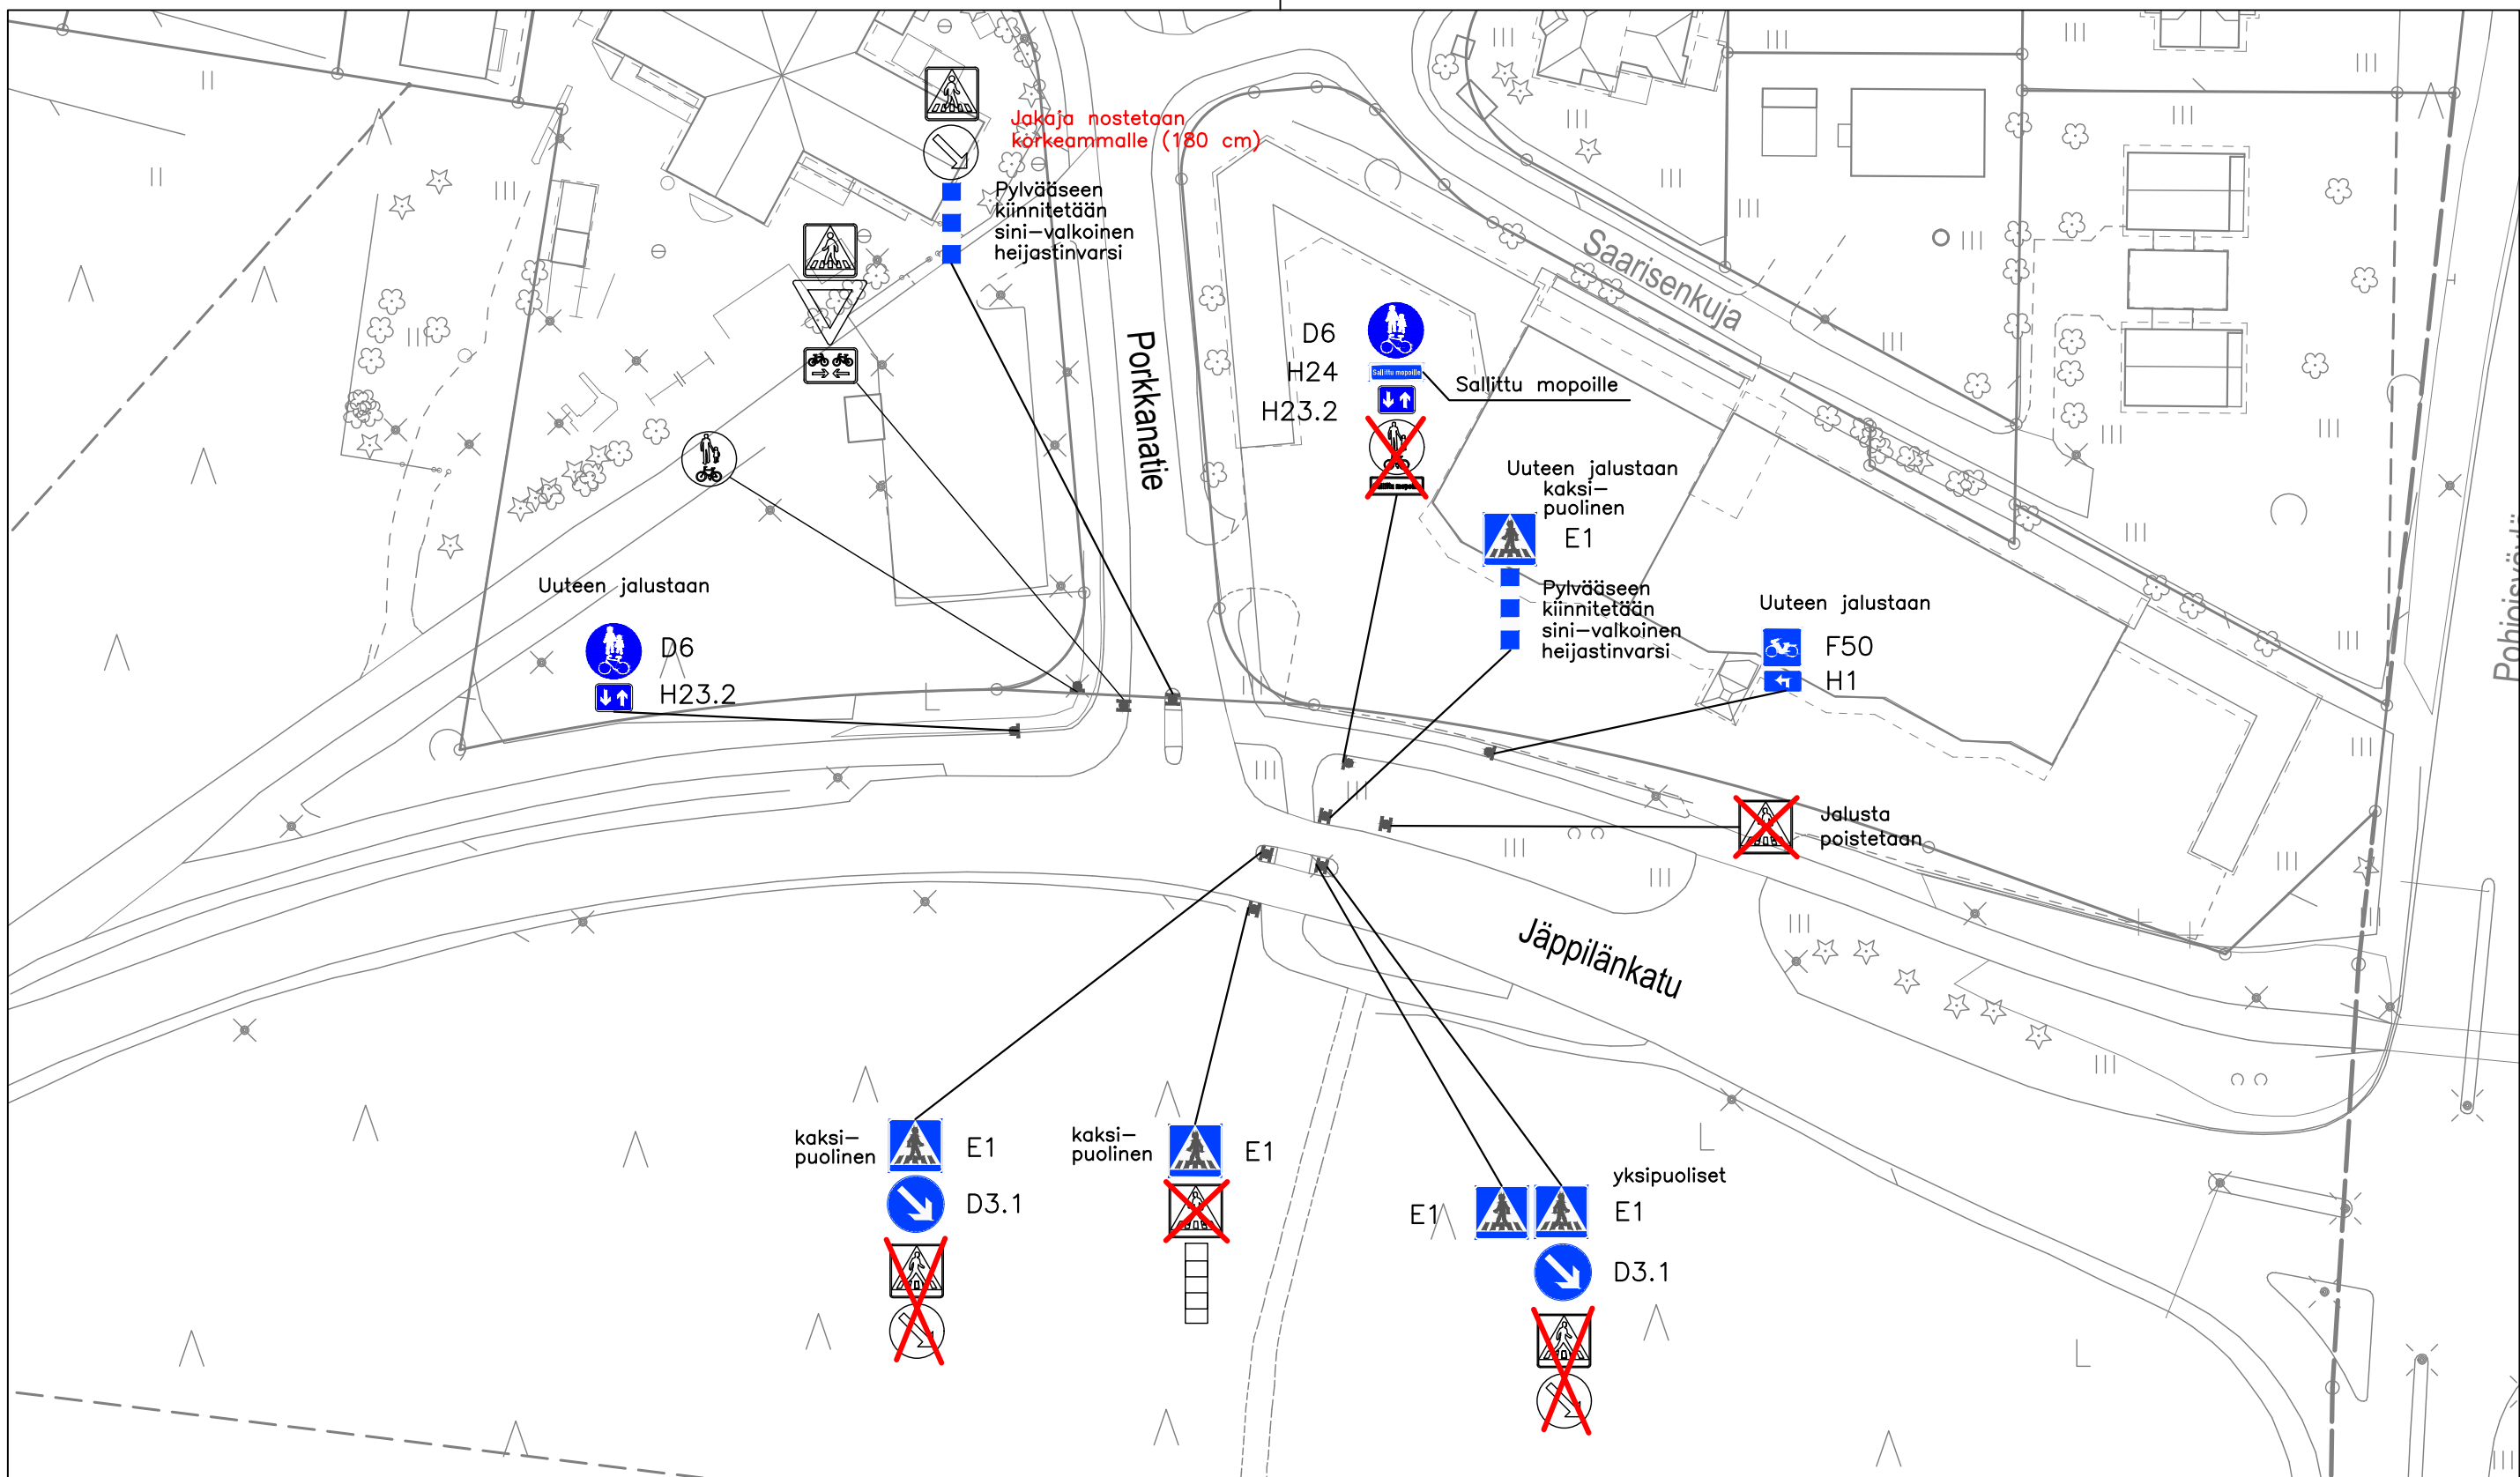 Jakaja nostetaan
korkeammalle (180 cm)
Pylvääseen
kiinnitetään
sini-valkoinen
heijastinvarsi
Saarisenkuja
Porkkanatie
D6
H24
Sallittu mopoille
Sallittu mopoille
H23.2
Uuteen jalustaan
kaksi-
puolinen
E1
Pylvääseen
kiinnitetään
sini-valkoinen
heijastinvarsi
Uuteen jalustaan
F50
H1
Uuteen jalustaan
D6
H23.2
Jalusta
poistetaan
Jäppilänkatu
kaksi-
puolinen
E1
D3.1
kaksi-
puolinen
E1
yksipuoliset
E1
E1
D3.1